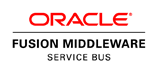 ORACLE
FUSION MIDDLEWARE
SERVICE BUS